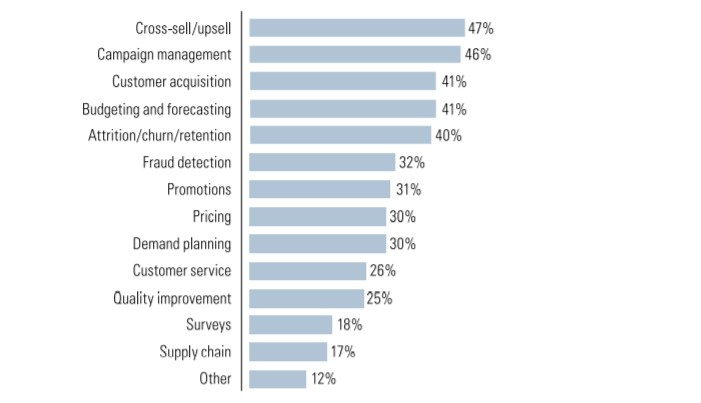 Cross-sell/upsell 47%
Campaign management 46%
Customer acquisition 41%
Budgeting and forecasting 41%
Attrition/churn/retention 40%
Fraud detection 32%
Promotions 31%
Pricing 30%
Demand planning 30%
Customer service 26%
Quality improvement 25%
Surveys 18%
Supply chain 17%
Other 12%